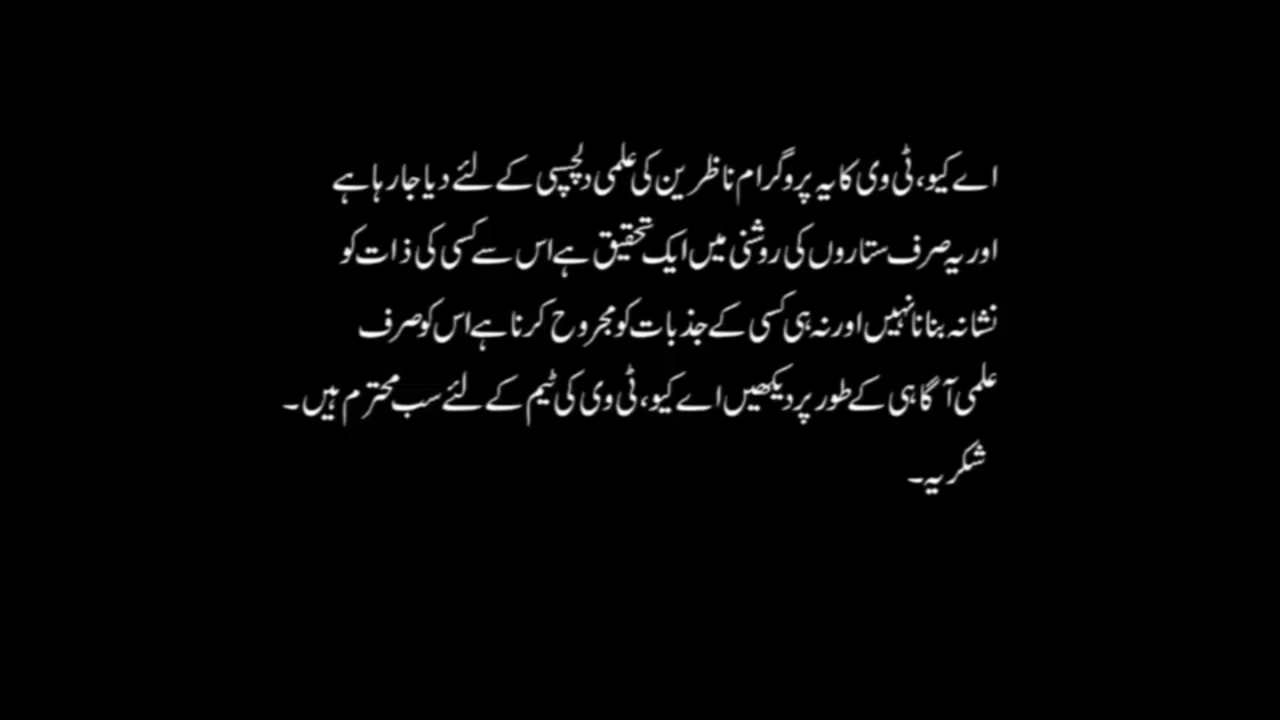 اے کیو، ٹی وی کا یہ پروگرام ناظرین کی علمی دلچسپی کے لئے دیا جا رہا ہے
اور یہ صرف ستاروں کی روشنی میں ایک تحقیق ہے اس سے کسی کی ذات کو
نشانہ بنانا نہیں اور نہ ہی کسی کے جذبات کو مجروح کرنا ہے اس کو صرف
علمی آگاہی کے طور پر دیکھیں اے کیو، ٹی وی کی ٹیم کے لئے سب محترم ہیں۔
شکریہ۔